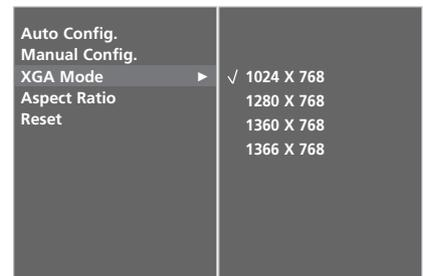 Auto Config.
Manual Config.
XGA Mode
Aspect Ratio
Reset
1024 X 768
1280 X 768
1360 X 768
1366 X 768